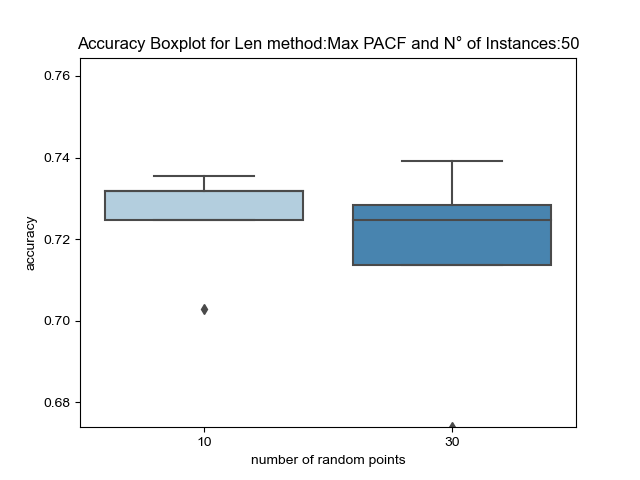 Accuracy Boxplot for Len method:Max PACF and N° of Instances:50
0.76
0.74
0.72
0.70
0.68
accuracy
10
30
number of random points